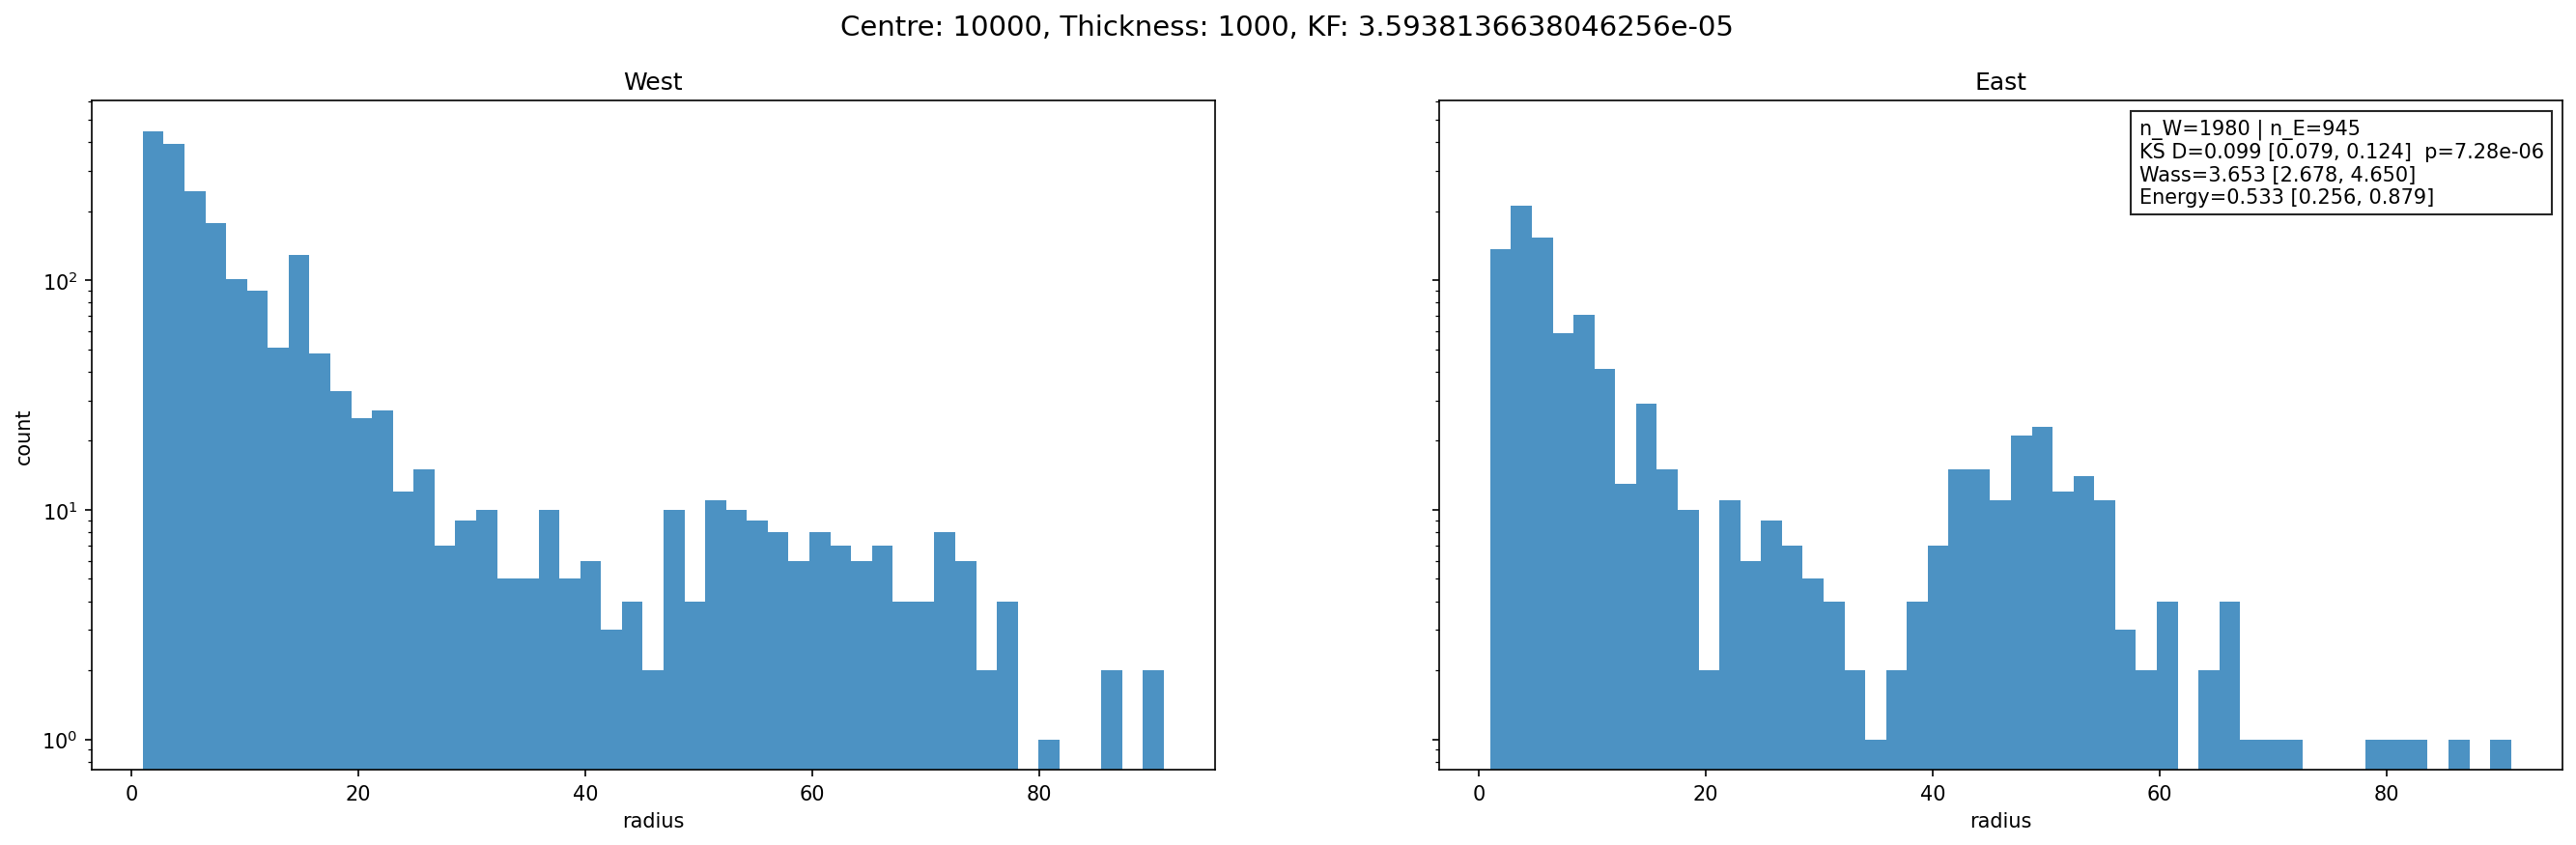 Centre: 10000, Thickness: 1000, KF: 3.5938136638046256e-05
West
East
n_W=1980 | n_E=945
KS D=0.099 [0.079, 0.124]  p=7.28e-06
Wass=3.653 [2.678, 4.650]
Energy=0.533 [0.256, 0.879]
count
10²
10¹
10⁰
0 20 40 60 80
radius
0 20 40 60 80
radius